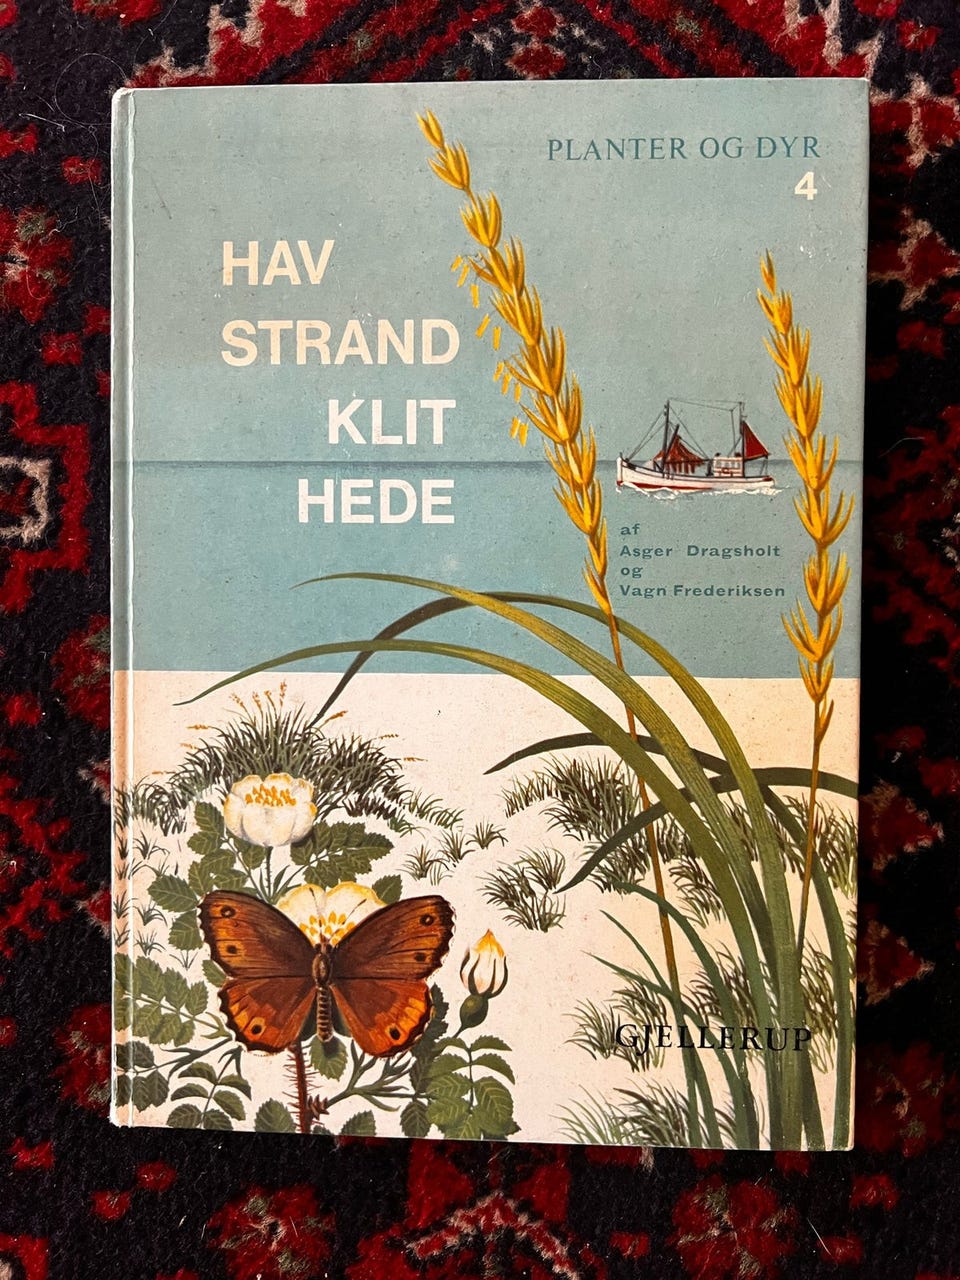 PLANTER OG DYR
4
HAV
STRAND
KLIT
HEDE
af
Asger Dragsholt
og
Vagn Frederiksen
GJELLERUP